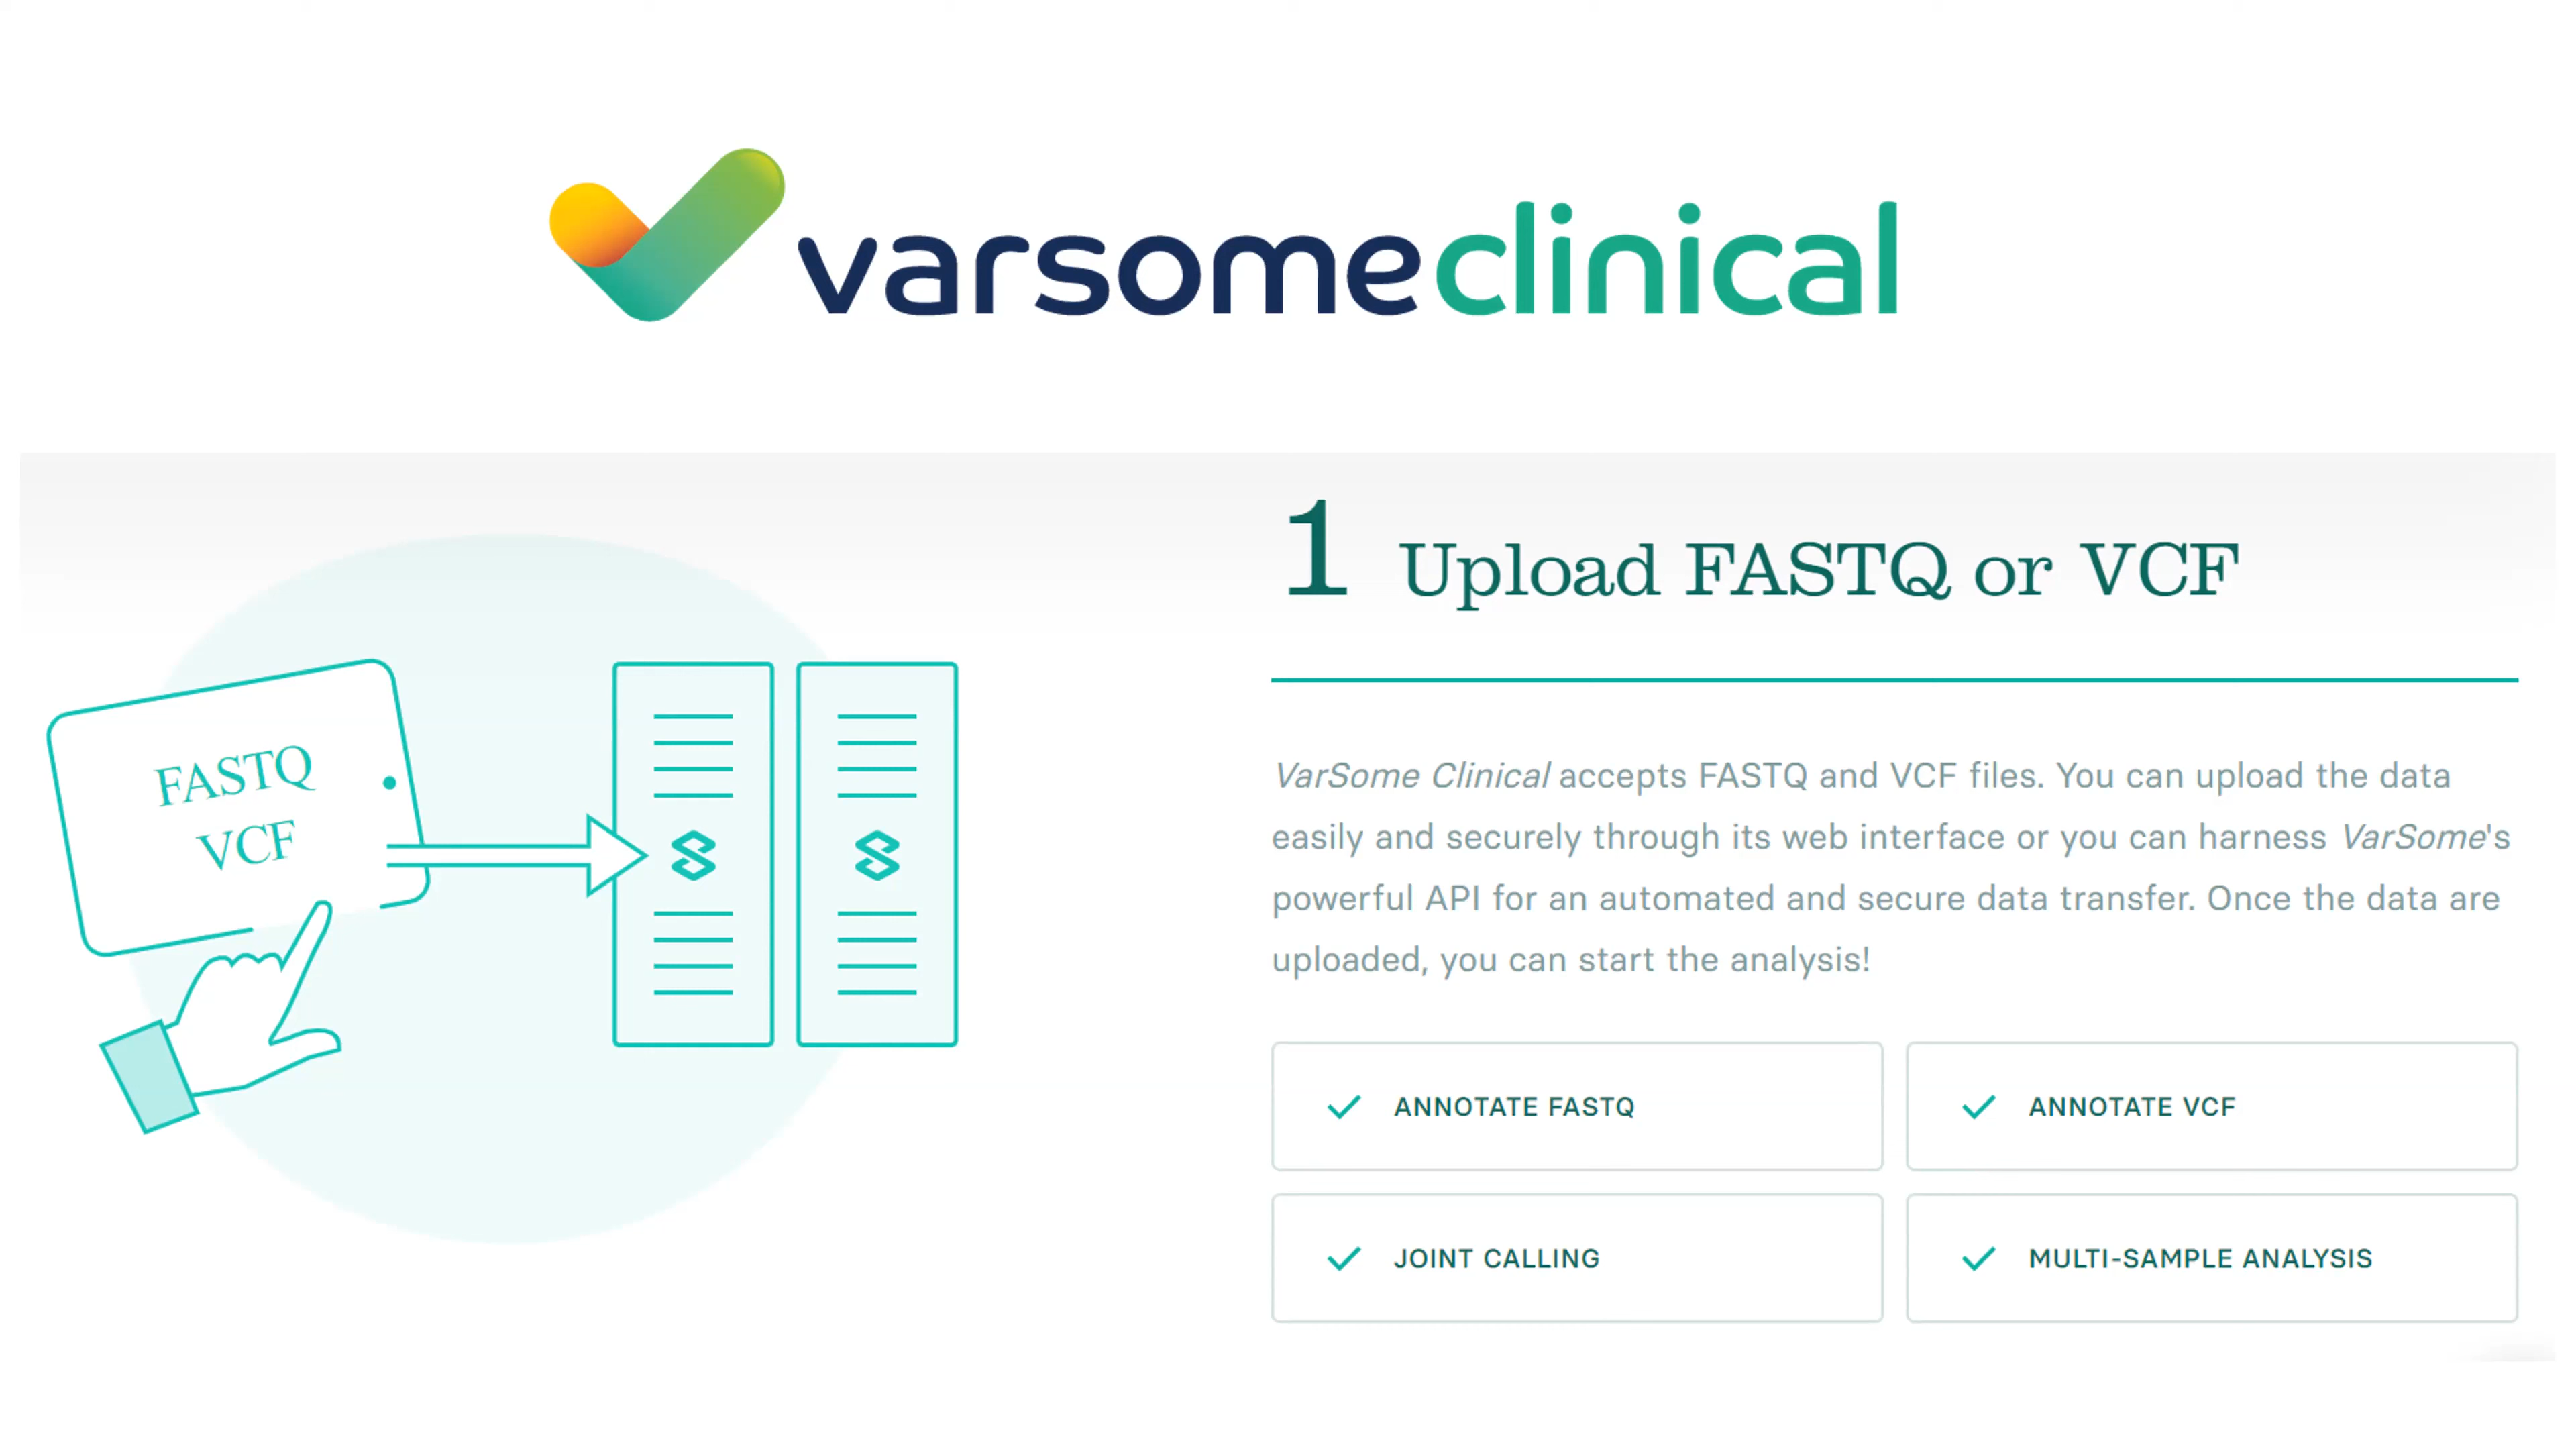 varsomeclinical
1 Upload FASTQ or VCF
FASTQ
VCF
VarSome Clinical accepts FASTQ and VCF files. You can upload the data
easily and securely through its web interface or you can harness VarSome's
powerful API for an automated and secure data transfer. Once the data are
uploaded, you can start the analysis!
ANNOTATE FASTQ
ANNOTATE VCF
JOINT CALLING
MULTI-SAMPLE ANALYSIS